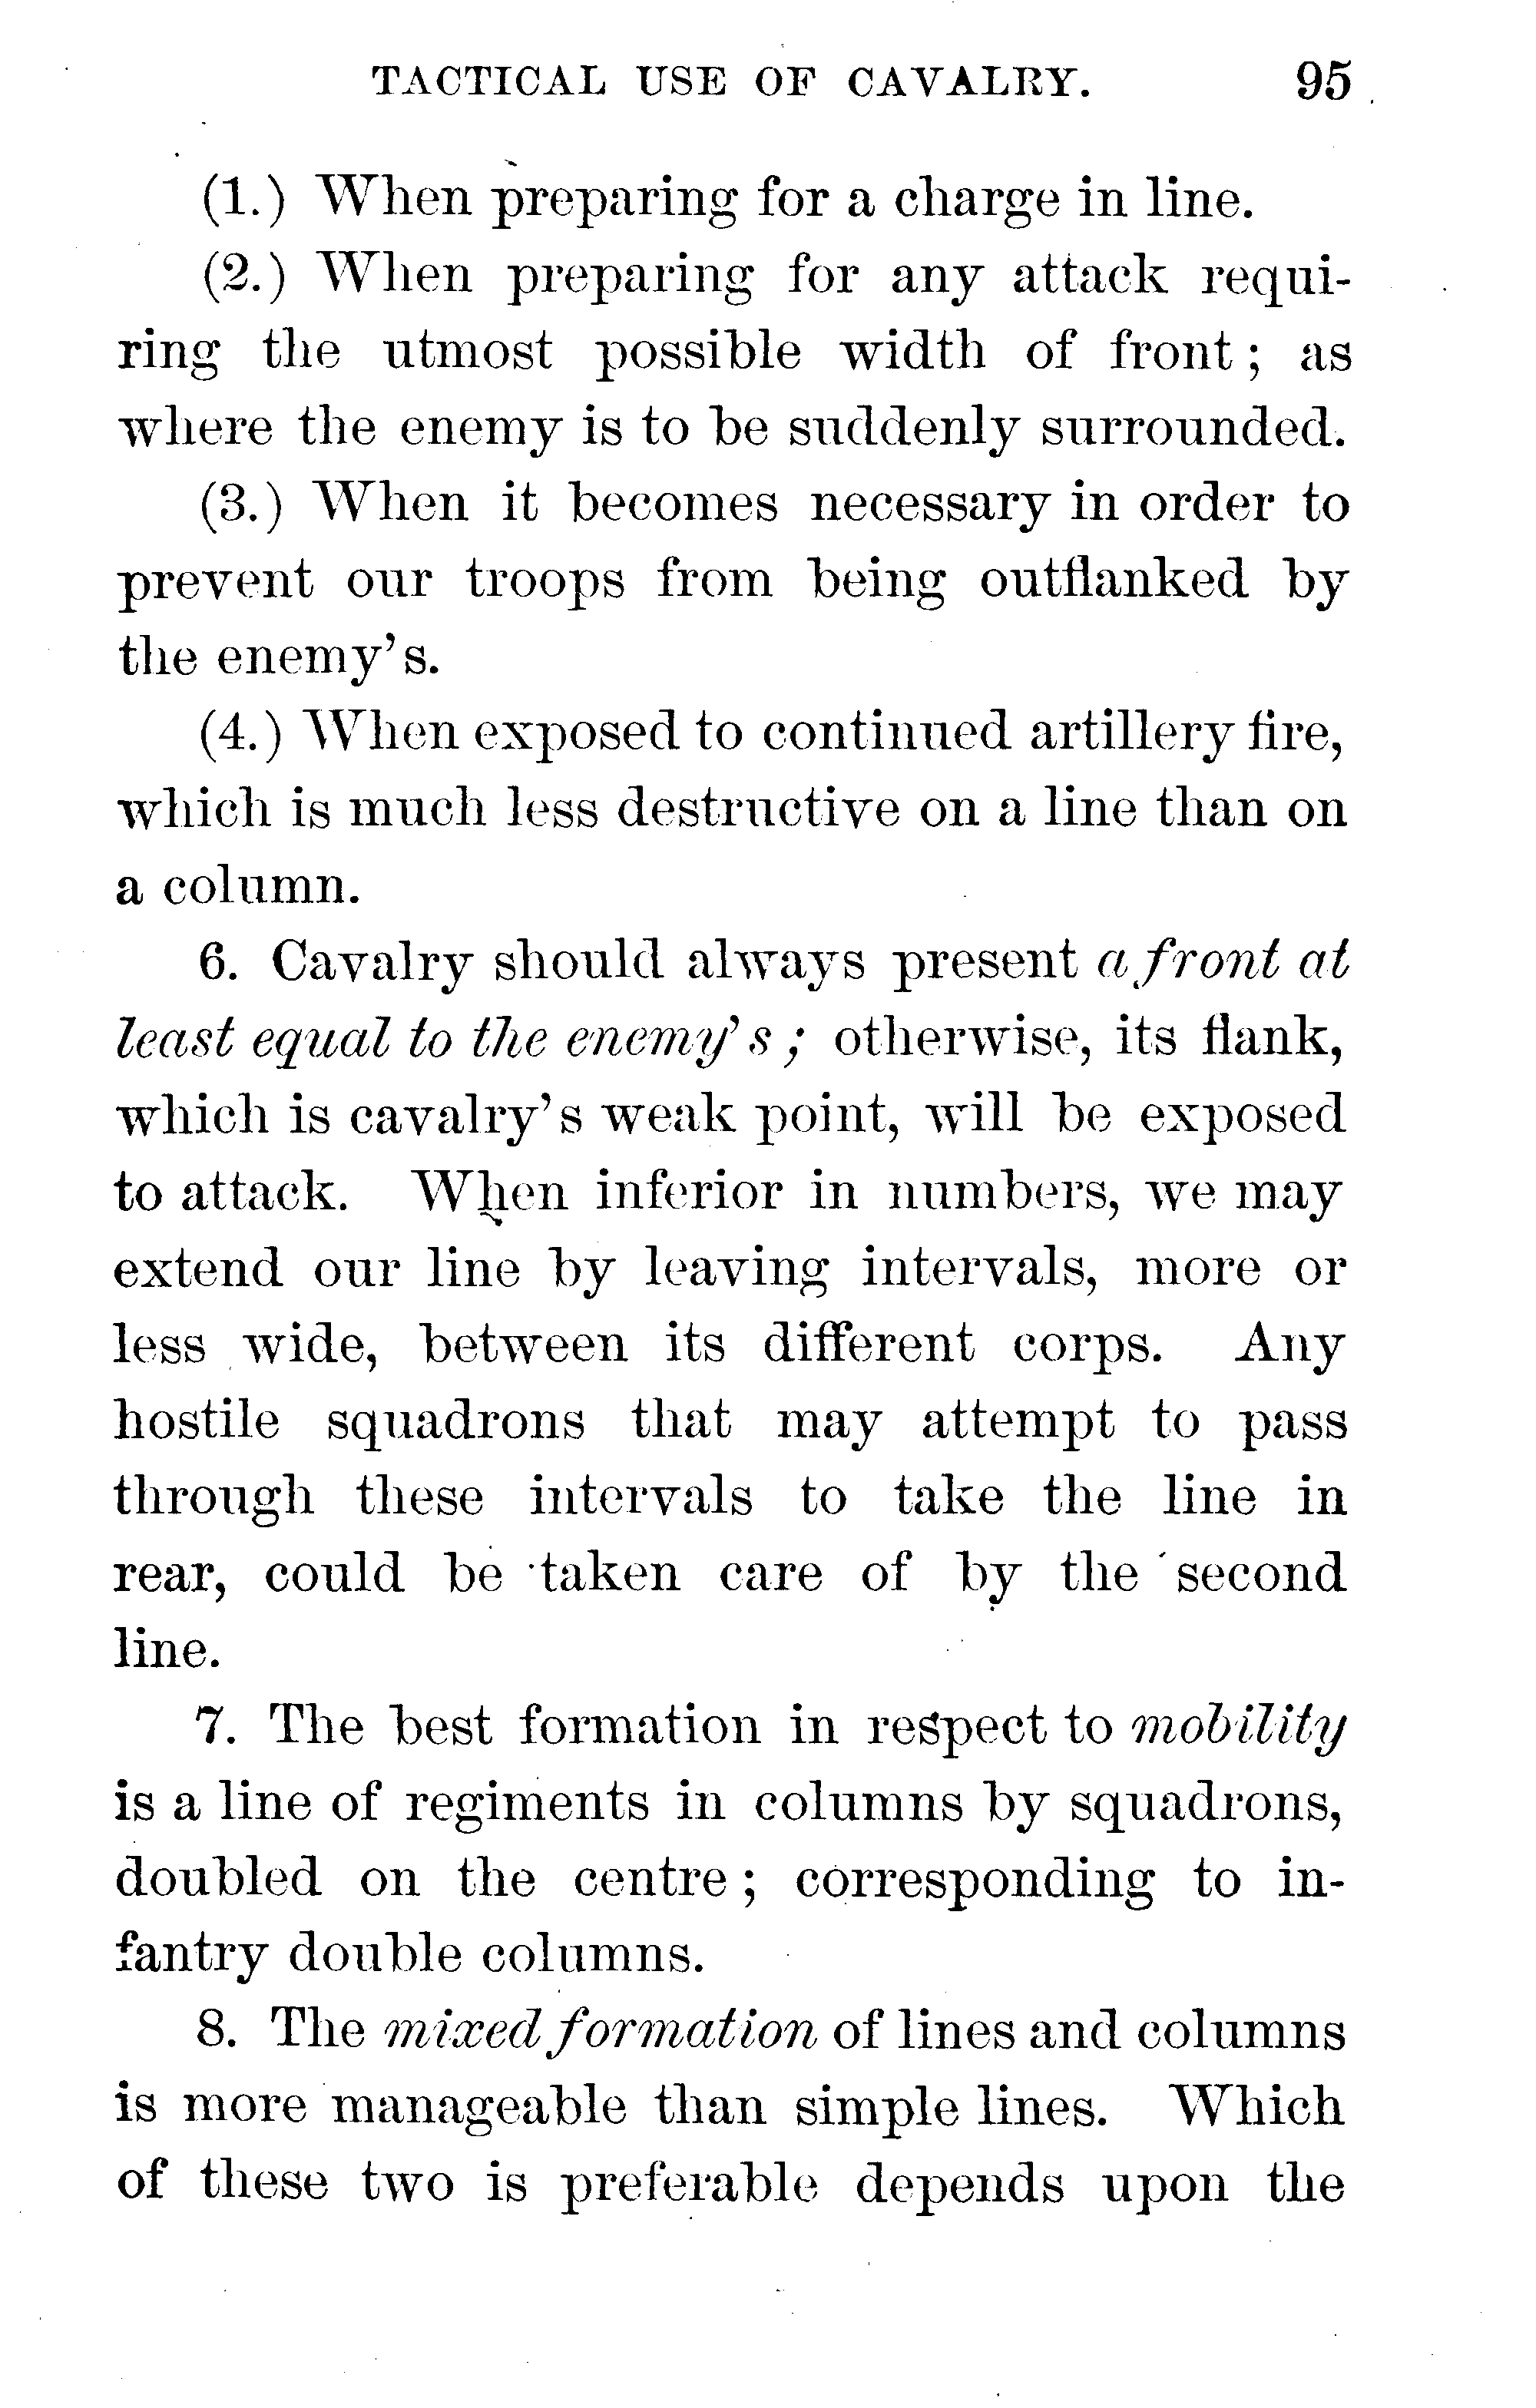 TACTICAL USE OF CAVALRY. 95
(1.) When preparing for a charge in line.
(2.) When preparing for any attack requi-
ring the utmost possible width of front; as
where the enemy is to be suddenly surrounded.
(3.) When it becomes necessary in order to
prevent our troops from being outflanked by
the enemy's.
(4.) When exposed to continued artillery fire,
which is much less destructive on a line than on
a column.
6. Cavalry should always present a front at
least equal to the enemy's; otherwise, its flank,
which is cavalry's weak point, will be exposed
to attack. When inferior in numbers, we may
extend our line by leaving intervals, more or
less wide, between its different corps. Any
hostile squadrons that may attempt to pass
through these intervals to take the line in
rear, could be taken care of by the second
line.
7. The best formation in respect to mobility
is a line of regiments in columns by squadrons,
doubled on the centre; corresponding to in-
fantry double columns.
8. The mixed formation of lines and columns
is more manageable than simple lines. Which
of these two is preferable depends upon the